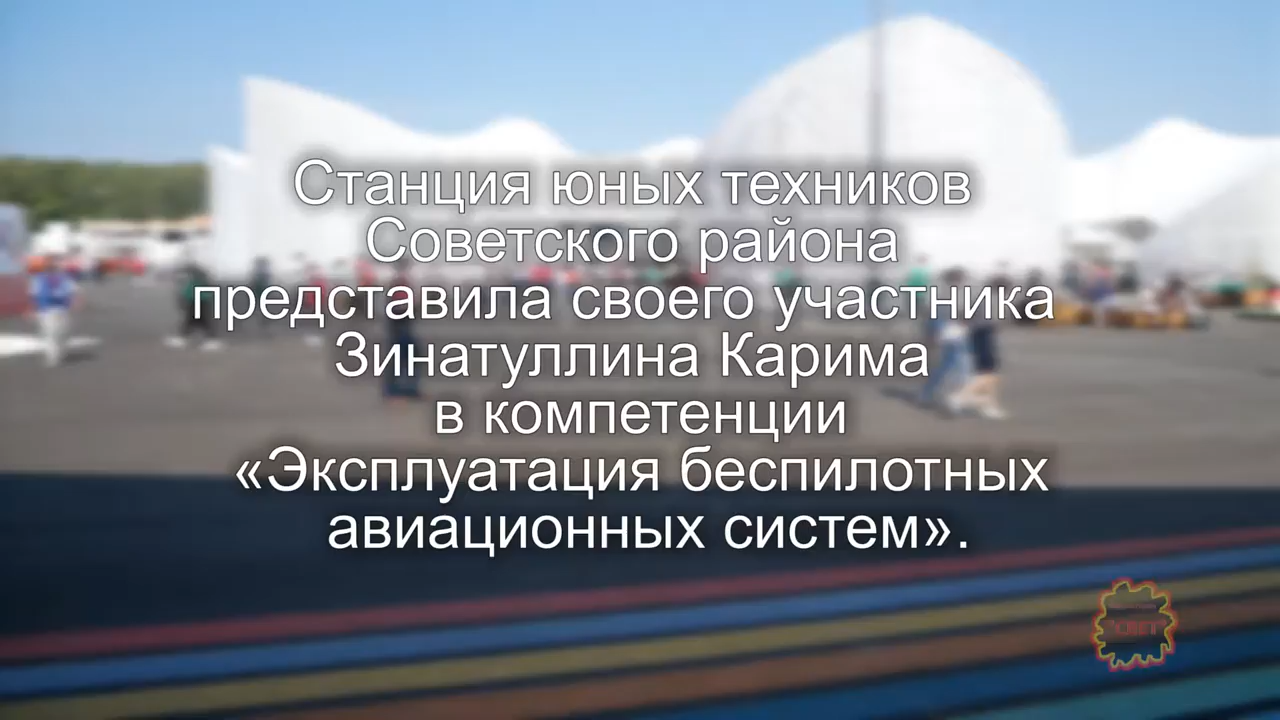 Станция юных техников
Советского района
представила своего участника
Зинатуллина Карима
в компетенции
«Эксплуатация беспилотных
авиационных систем».